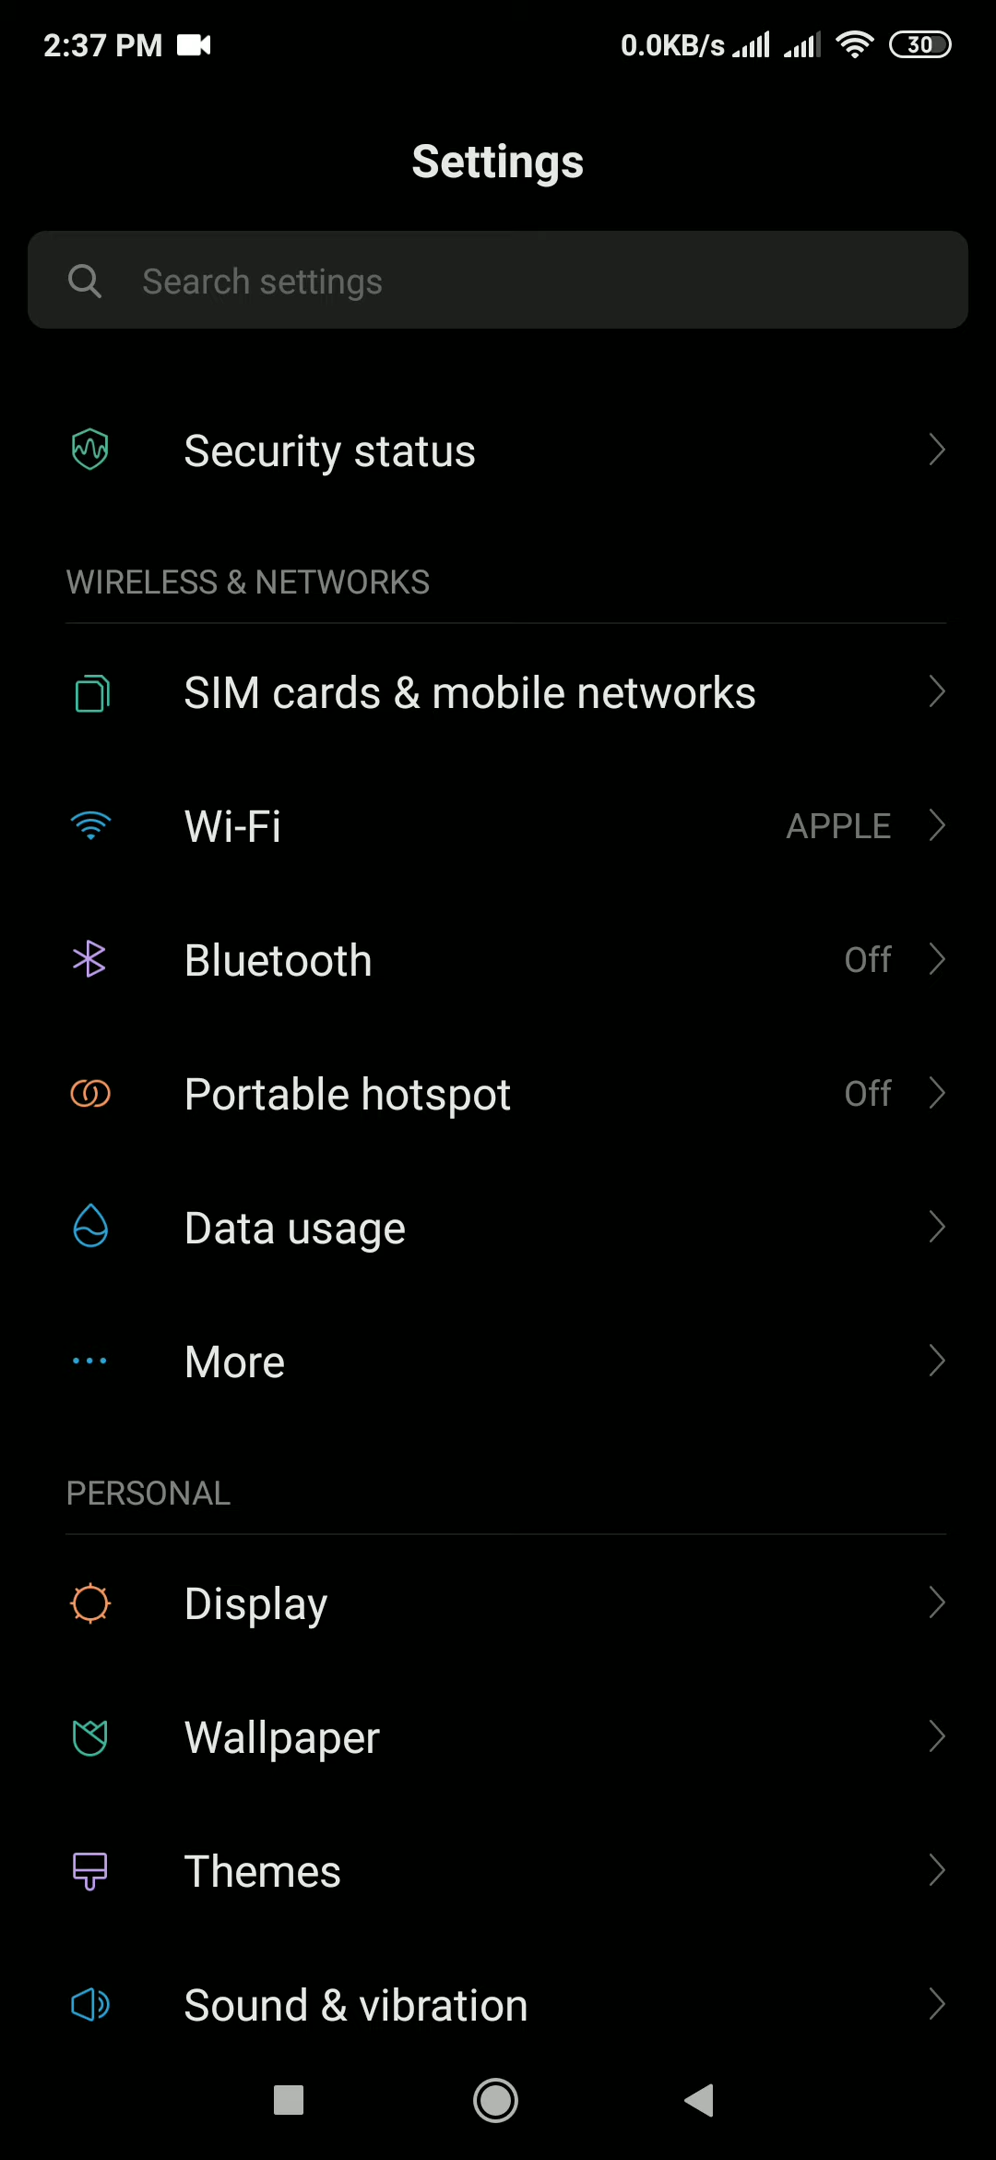 2:37 PM 0.0KB/s 30
Settings
Search settings
Security status
WIRELESS & NETWORKS
SIM cards & mobile networks
Wi-Fi APPLE
Bluetooth Off
Portable hotspot Off
Data usage
More
PERSONAL
Display
Wallpaper
Themes
Sound & vibration